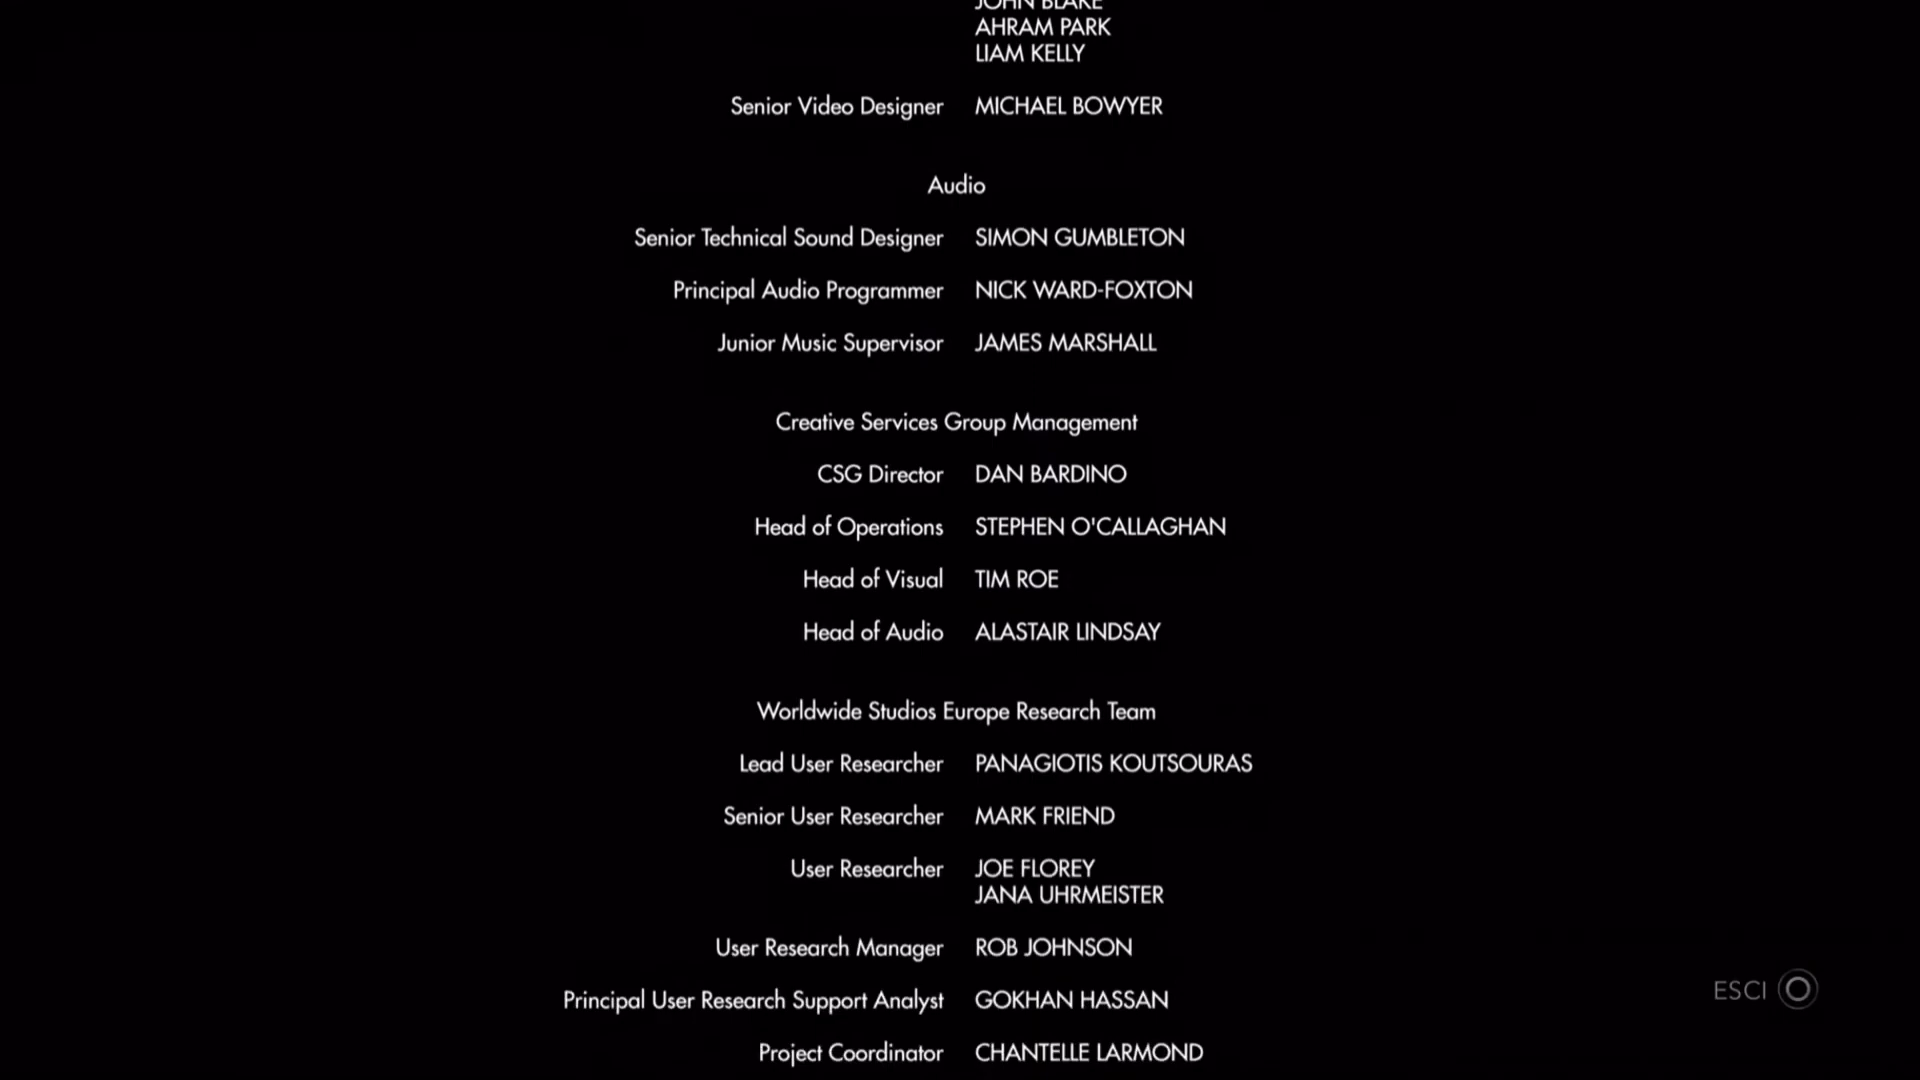 JOHN BLAKE
AHRAM PARK
LIAM KELLY
Senior Video Designer MICHAEL BOWYER
Audio
Senior Technical Sound Designer SIMON GUMBLETON
Principal Audio Programmer NICK WARD-FOXTON
Junior Music Supervisor JAMES MARSHALL
Creative Services Group Management
CSG Director DAN BARDINO
Head of Operations STEPHEN O'CALLAGHAN
Head of Visual TIM ROE
Head of Audio ALASTAIR LINDSAY
Worldwide Studios Europe Research Team
Lead User Researcher PANAGIOTIS KOUTSOURAS
Senior User Researcher MARK FRIEND
User Researcher JOE FLOREY
JANA UHRMEISTER
User Research Manager ROB JOHNSON
Principal User Research Support Analyst GOKHAN HASSAN
Project Coordinator CHANTELLE LARMOND
ESCI